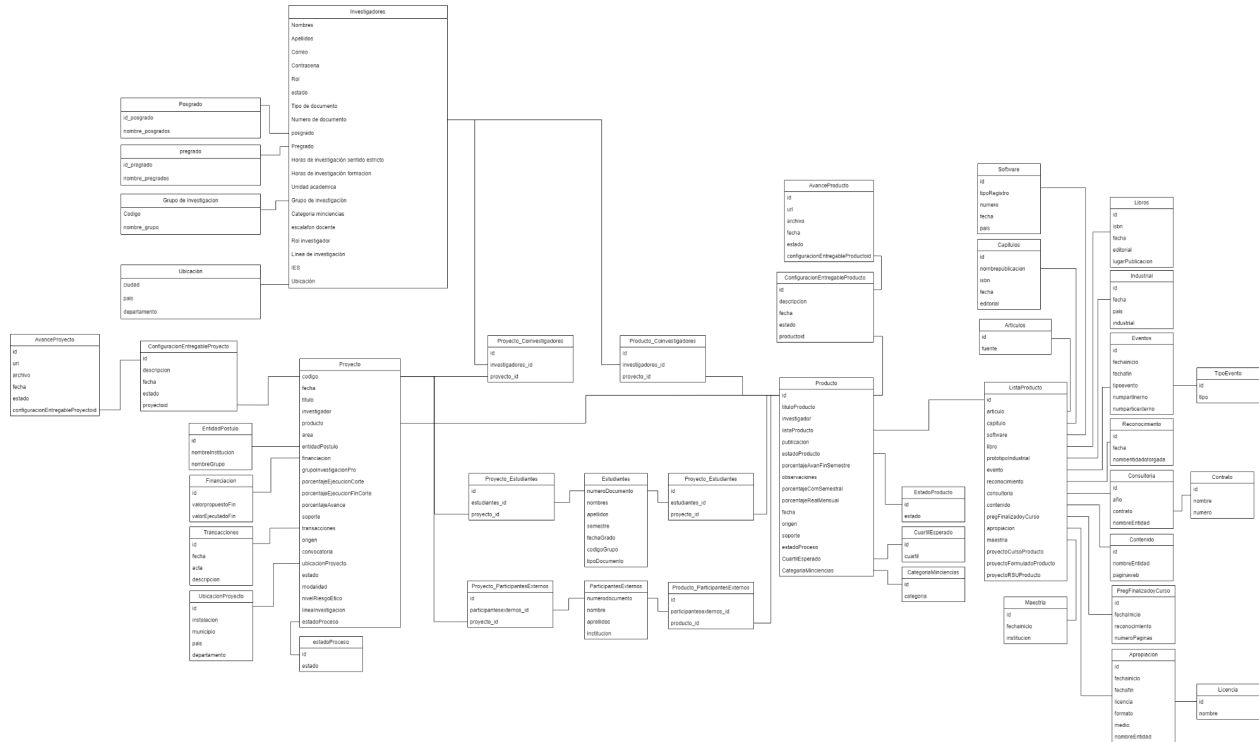 Investigadores
Nombres
Apellidos
Correo
Contrasena
Rol
estado
Tipo de documento
Numero de documento
posgrado
Pregrado
Horas de investigación sentido estricto
Horas de investigación formacion
Unidad academica
Grupo de investigación
Categoria minciencias
escalafon docente
Rol investigador
Linea de investigación
IES
Ubicación
Posgrado
id_posgrado
nombre_posgrados
pregrado
id_pregrado
nombre_pregrados
Grupo de investigacion
Codigo
nombre_grupo
Ubicación
ciudad
pais
departamento
AvanceProyecto
id
url
archivo
fecha
estado
configuracionEntregableProyectoid
ConfiguracionEntregableProyecto
id
descripcion
fecha
estado
proyectoid
EntidadPostulo
id
nombreInstitucion
nombreGrupo
Financiacion
id
valorpropuestoFin
valorEjecutadoFin
Transacciones
id
fecha
acta
descripcion
UbicacionProyecto
id
instalacion
municipio
pais
departamento
Proyecto
codigo
fecha
titulo
investigador
producto
area
entidadPostulo
financiacion
grupoInvestigacionPro
porcentajeEjecucionCorte
porcentajeEjecucionFinCorte
porcentajeAvance
soporte
transacciones
origen
convocatoria
ubicacionProyecto
estado
modalidad
nivelRiesgoEtico
lineaInvestigacion
estadoProceso
estadoProceso
id
estado
Proyecto_Coinvestigadores
id
investigadores_id
proyecto_id
Producto_Coinvestigadores
id
investigadores_id
proyecto_id
Proyecto_Estudiantes
id
estudiantes_id
proyecto_id
Estudiantes
numeroDocumento
nombres
apellidos
semestre
fechaGrado
codigoGrupo
tipoDocumento
Proyecto_Estudiantes
id
estudiantes_id
proyecto_id
Proyecto_ParticipantesExternos
id
participantesexternos_id
proyecto_id
ParticipantesExternos
numerodocumento
nombre
apellidos
institucion
Producto_ParticipantesExternos
id
participantesexternos_id
producto_id
AvanceProducto
id
url
archivo
fecha
estado
configuracionEntregableProductoid
ConfiguracionEntregableProducto
id
descripcion
fecha
estado
productoid
Producto
id
tituloProducto
investigador
listaProducto
publicacion
estadoProducto
porcentajeAvanFinSemestre
observaciones
porcentajeComSemestral
porcentajeRealMensual
fecha
origen
soporte
estadoProceso
CuartilEsperado
CategoriaMinciencias
EstadoProducto
id
estado
CuartilEsperado
id
cuartil
CategoriaMinciencias
id
categoria
Software
id
tipoRegistro
numero
fecha
pais
Capitulos
id
nombrepublicacion
isbn
fecha
editorial
Articulos
id
fuente
ListaProducto
id
articulo
capitulo
software
libro
prototipoIndustrial
evento
reconocimiento
consultoria
contenido
pregFinalizadoyCurso
apropiacion
maestria
proyectoCursoProducto
proyectoFormuladoProducto
proyectoRSUProducto
Maestria
id
fechaInicio
institucion
Libros
id
isbn
fecha
editorial
lugarPublicacion
Industrial
id
fecha
pais
industrial
Eventos
id
fechainicio
fechafin
tipoevento
numpartinerno
numparticexterno
TipoEvento
id
tipo
Reconocimiento
id
fecha
nombentidadotorgada
Consultoria
id
año
contrato
nombreEntidad
Contrato
id
nombre
numero
Contenido
id
nombreEntidad
paginaweb
PregFinalizadoyCurso
id
fechaInicio
reconocimiento
numeroPaginas
Apropiacion
id
fechainicio
fechafin
licencia
formato
medio
nombreEntidad
Licencia
id
nombre